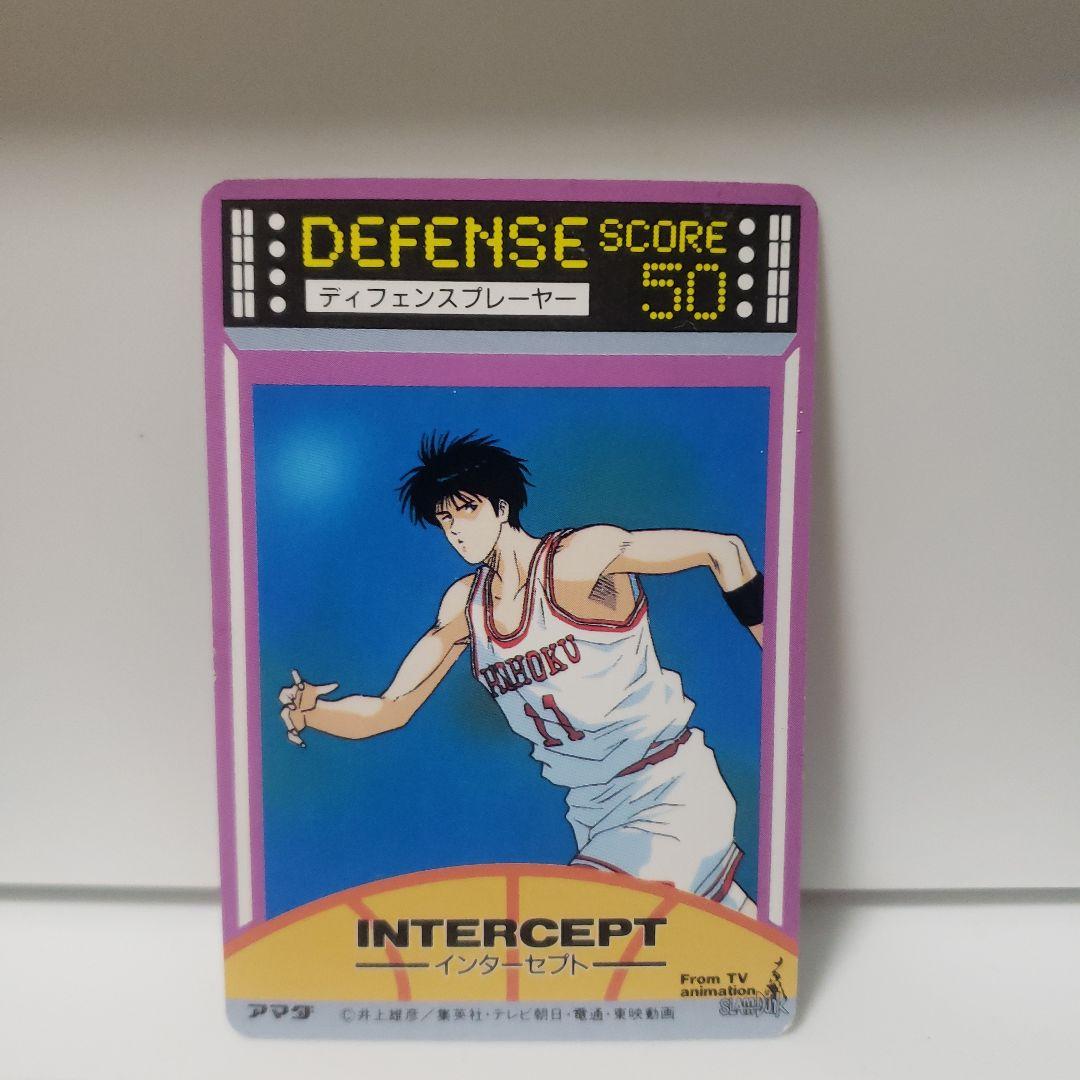 DEFENSE SCORE
ディフェンスプレーヤー 50
HOHOKU
11
INTERCEPT
インターセプト
From TV
animation
SLAM DUNK
アマダ ©井上雄彦／集英社・テレビ朝日・電通・東映動画